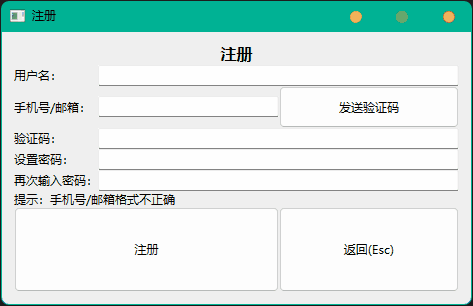 注册
注册
用户名：
手机号/邮箱： 发送验证码
验证码：
设置密码：
再次输入密码：
提示：手机号/邮箱格式不正确
注册 返回(Esc)